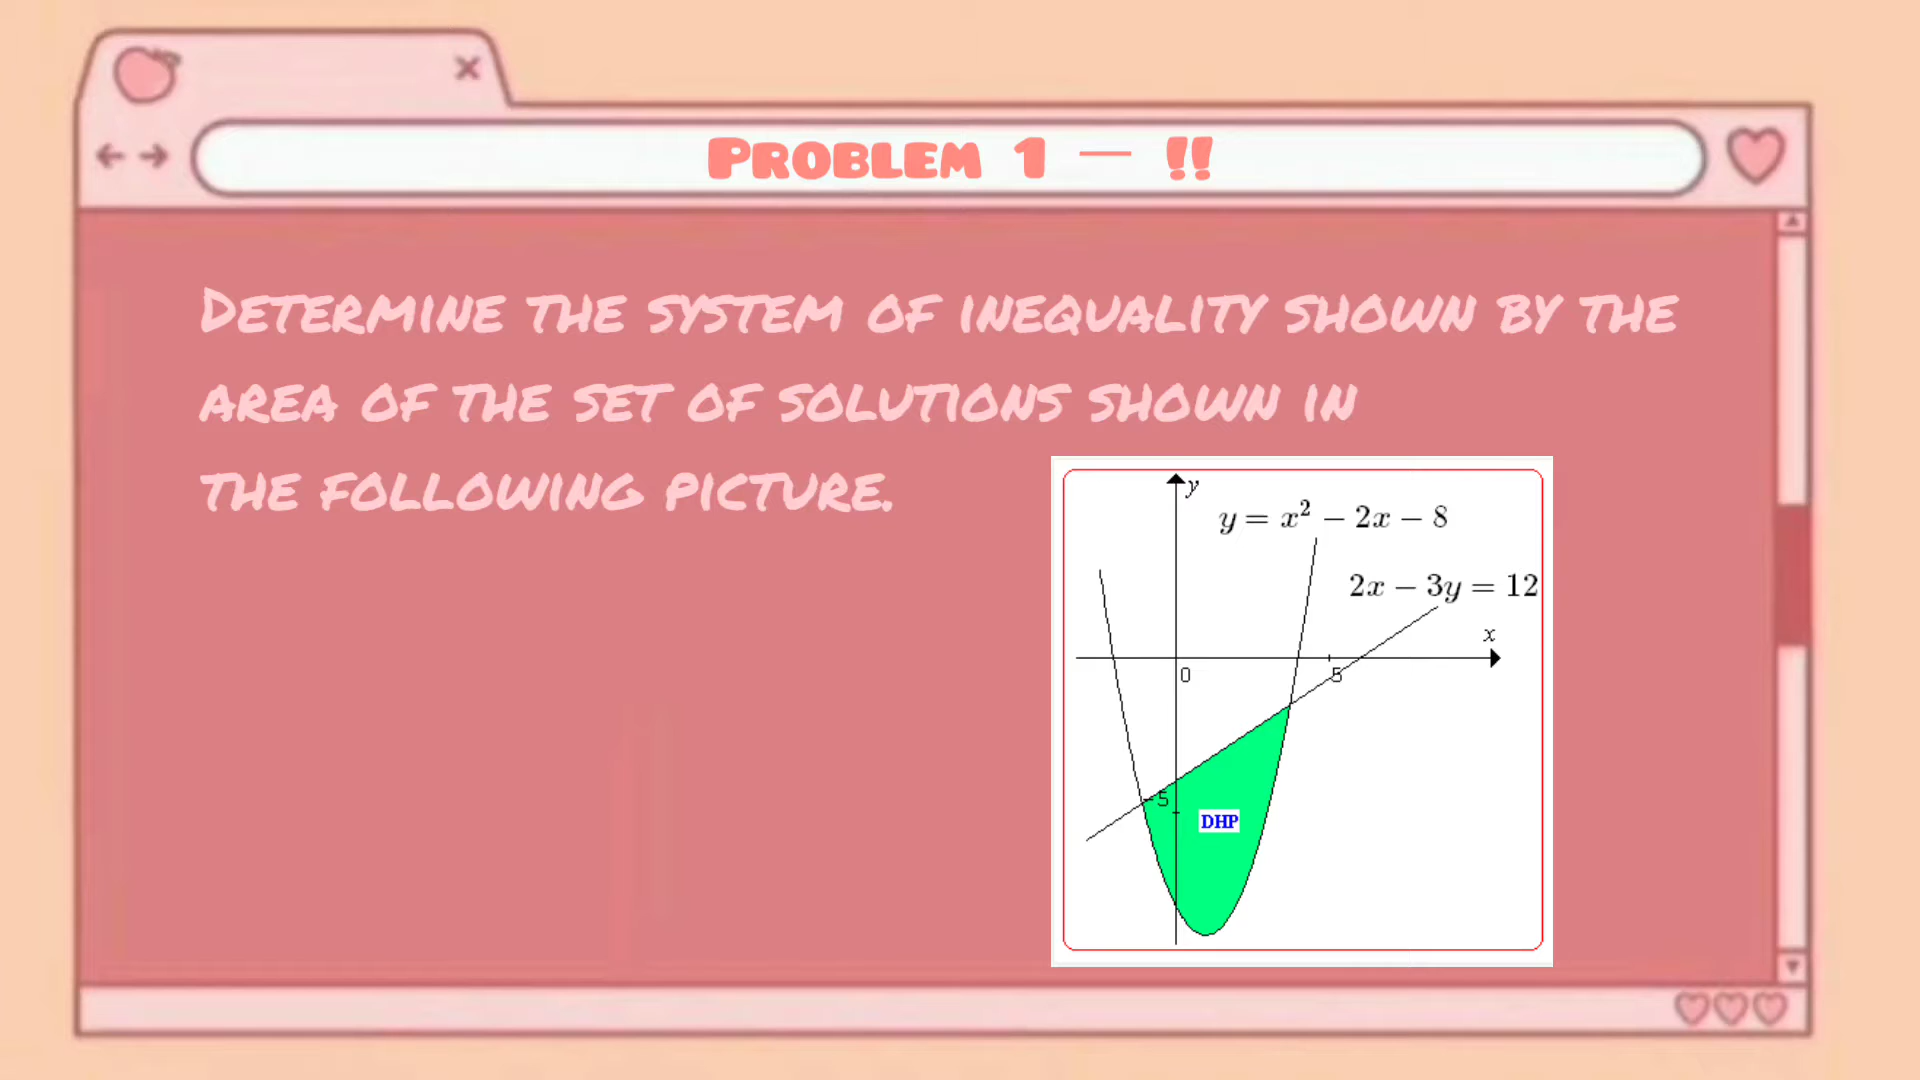 PROBLEM 1 — !!
DETERMINE THE SYSTEM OF INEQUALITY SHOWN BY THE
AREA OF THE SET OF SOLUTIONS SHOWN IN
THE FOLLOWING PICTURE.
y
y = x² − 2x − 8
2x − 3y = 12
x
0
5
−5
DHP